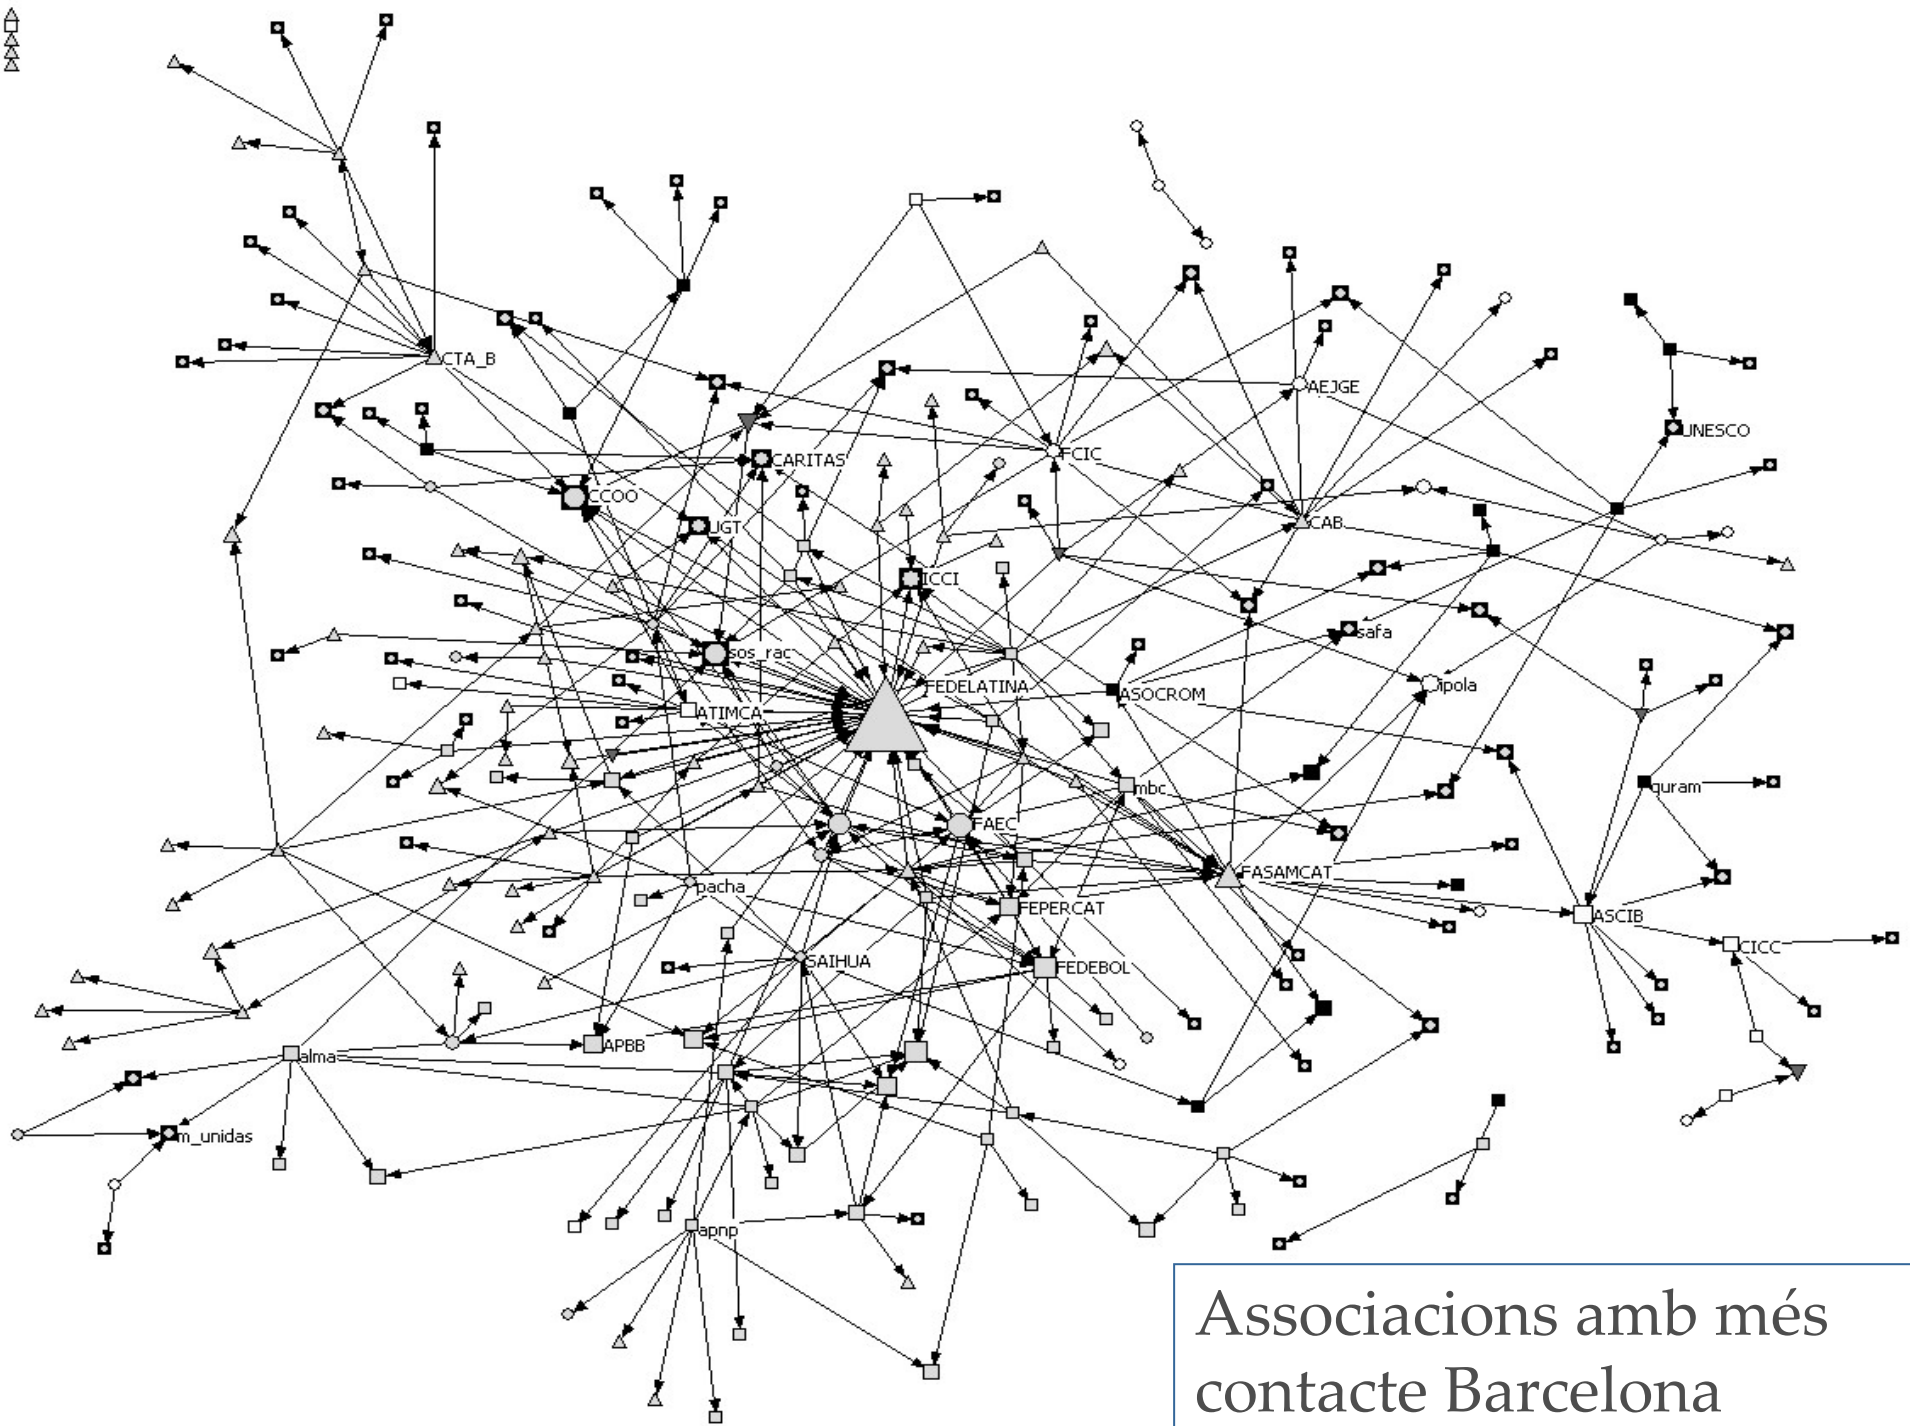 CTA_B
AEJGE
UNESCO
CARITAS
FCIC
CCOO
UGT
CAB
ICCI
safa
sos_rac
FEDELATINA
ASOCROM
ipola
ATIMCA
mbc
quram
FAEC
FASAMCAT
pacha
FEPERCAT
ASCIB
CICC
SAIHUA
FEDEBOL
APBB
alma
m_unidas
apnp
Associacions amb més
contacte Barcelona